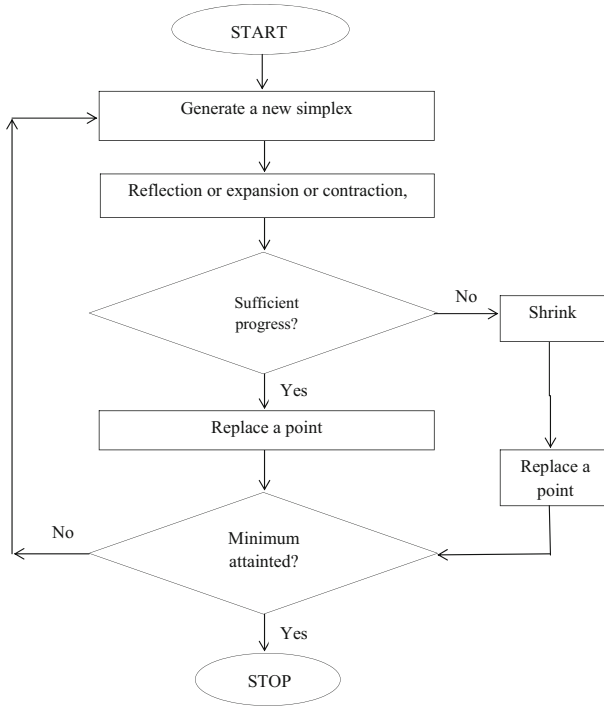 START
Generate a new simplex
Reflection or expansion or contraction,
Sufficient
progress?
No
Shrink
Yes
Replace a point
Replace a
point
No
Minimum
attainted?
Yes
STOP